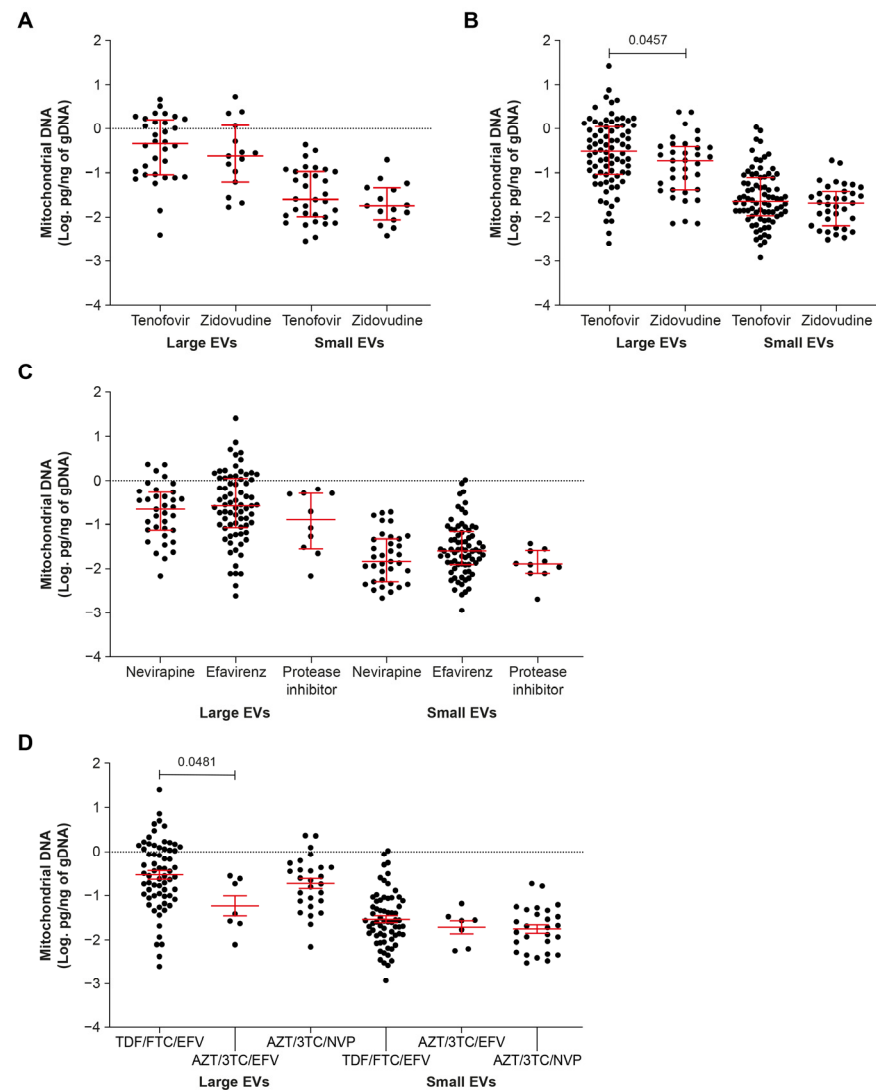 A
Mitochondrial DNA
(Log. pg/ng of gDNA)
2
1
0
−1
−2
−3
−4
Tenofovir Zidovudine Tenofovir Zidovudine
Large EVs Small EVs
B
0.0457
Mitochondrial DNA
(Log. pg/ng of gDNA)
2
1
0
−1
−2
−3
−4
Tenofovir Zidovudine Tenofovir Zidovudine
Large EVs Small EVs
C
Mitochondrial DNA
(Log. pg/ng of gDNA)
2
1
0
−1
−2
−3
−4
Nevirapine Efavirenz Protease Nevirapine Efavirenz Protease
inhibitor inhibitor
Large EVs Small EVs
D
0.0481
Mitochondrial DNA
(Log. pg/ng of gDNA)
2
1
0
−1
−2
−3
−4
TDF/FTC/EFV AZT/3TC/NVP AZT/3TC/EFV
AZT/3TC/EFV TDF/FTC/EFV AZT/3TC/NVP
Large EVs Small EVs